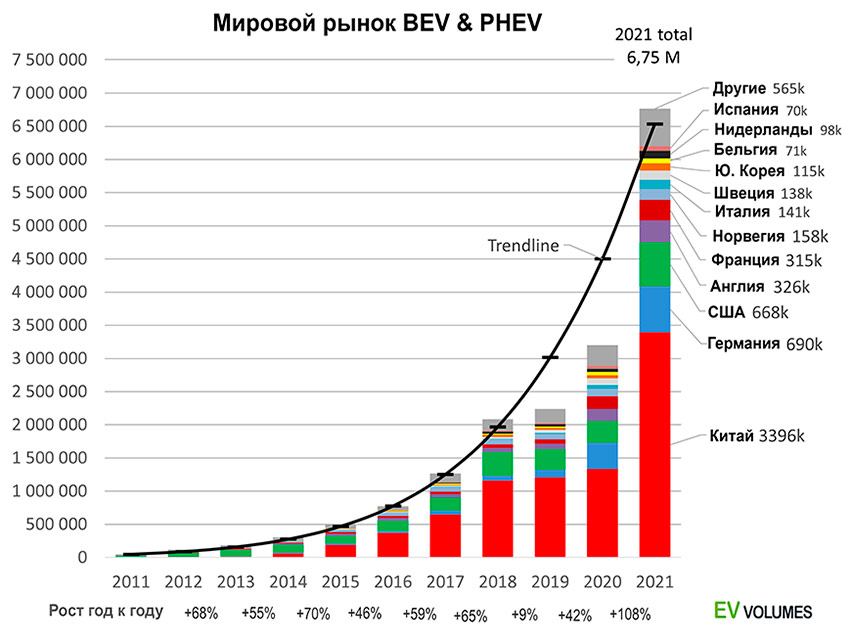 Мировой рынок BEV & PHEV
2021 total
6,75 M
7 500 000
7 000 000
6 500 000
6 000 000
5 500 000
5 000 000
4 500 000
4 000 000
3 500 000
3 000 000
2 500 000
2 000 000
1 500 000
1 000 000
500 000
0
Trendline
Другие 565k
Испания 70k
Нидерланды 98k
Бельгия 71k
Ю. Корея 115k
Швеция 138k
Италия 141k
Норвегия 158k
Франция 315k
Англия 326k
США 668k
Германия 690k
Китай 3396k
2011 2012 2013 2014 2015 2016 2017 2018 2019 2020 2021
Рост год к году +68% +55% +70% +46% +59% +65% +9% +42% +108%
EV VOLUMES